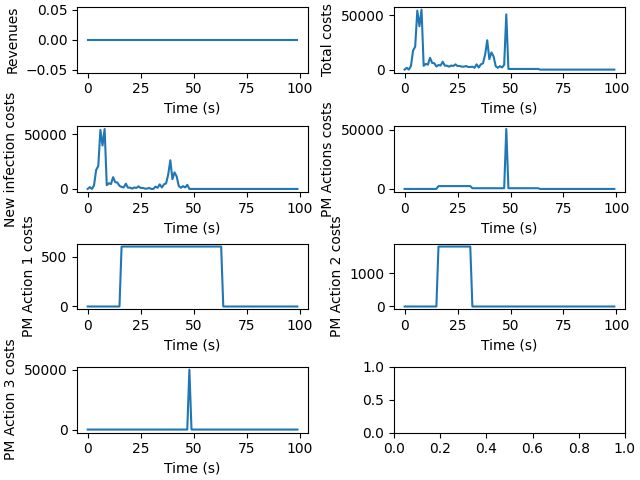 Revenues
0.05
0.00
−0.05
0 25 50 75 100
Time (s)
Total costs
50000
0
0 25 50 75 100
Time (s)
New infection costs
50000
0
0 25 50 75 100
Time (s)
PM Actions costs
50000
0
0 25 50 75 100
Time (s)
PM Action 1 costs
500
0
0 25 50 75 100
Time (s)
PM Action 2 costs
1000
0
0 25 50 75 100
Time (s)
PM Action 3 costs
50000
0
0 25 50 75 100
Time (s)
1.0
0.5
0.0
0.0 0.2 0.4 0.6 0.8 1.0